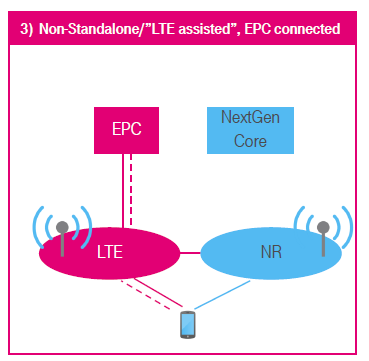 3) Non-Standalone/"LTE assisted", EPC connected
EPC
NextGen
Core
LTE
NR